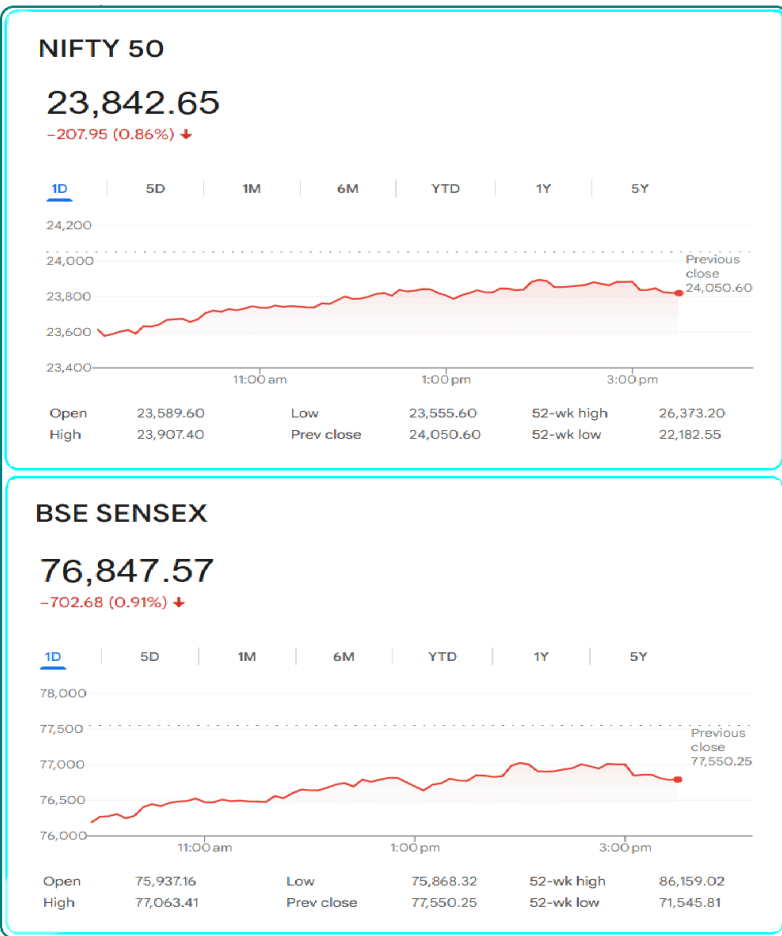 NIFTY 50
23,842.65
−207.95 (0.86%) ↓
1D 5D 1M 6M YTD 1Y 5Y
24,200
24,000
23,800
23,600
23,400
Previous
close
24,050.60
11:00 am 1:00 pm 3:00 pm
Open 23,589.60 Low 23,555.60 52-wk high 26,373.20
High 23,907.40 Prev close 24,050.60 52-wk low 22,182.55
BSE SENSEX
76,847.57
−702.68 (0.91%) ↓
1D 5D 1M 6M YTD 1Y 5Y
78,000
77,500
77,000
76,500
76,000
Previous
close
77,550.25
11:00 am 1:00 pm 3:00 pm
Open 75,937.16 Low 75,868.32 52-wk high 86,159.02
High 77,063.41 Prev close 77,550.25 52-wk low 71,545.81